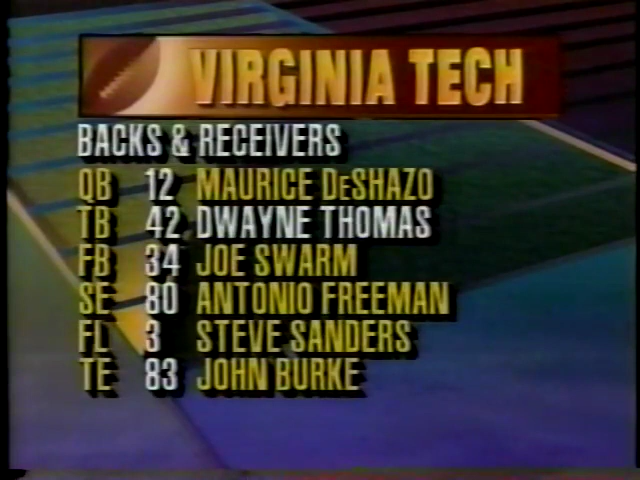 VIRGINIA TECH
BACKS & RECEIVERS
QB 12 MAURICE DESHAZO
TB 42 DWAYNE THOMAS
FB 34 JOE SWARM
SE 80 ANTONIO FREEMAN
FL 3 STEVE SANDERS
TE 83 JOHN BURKE